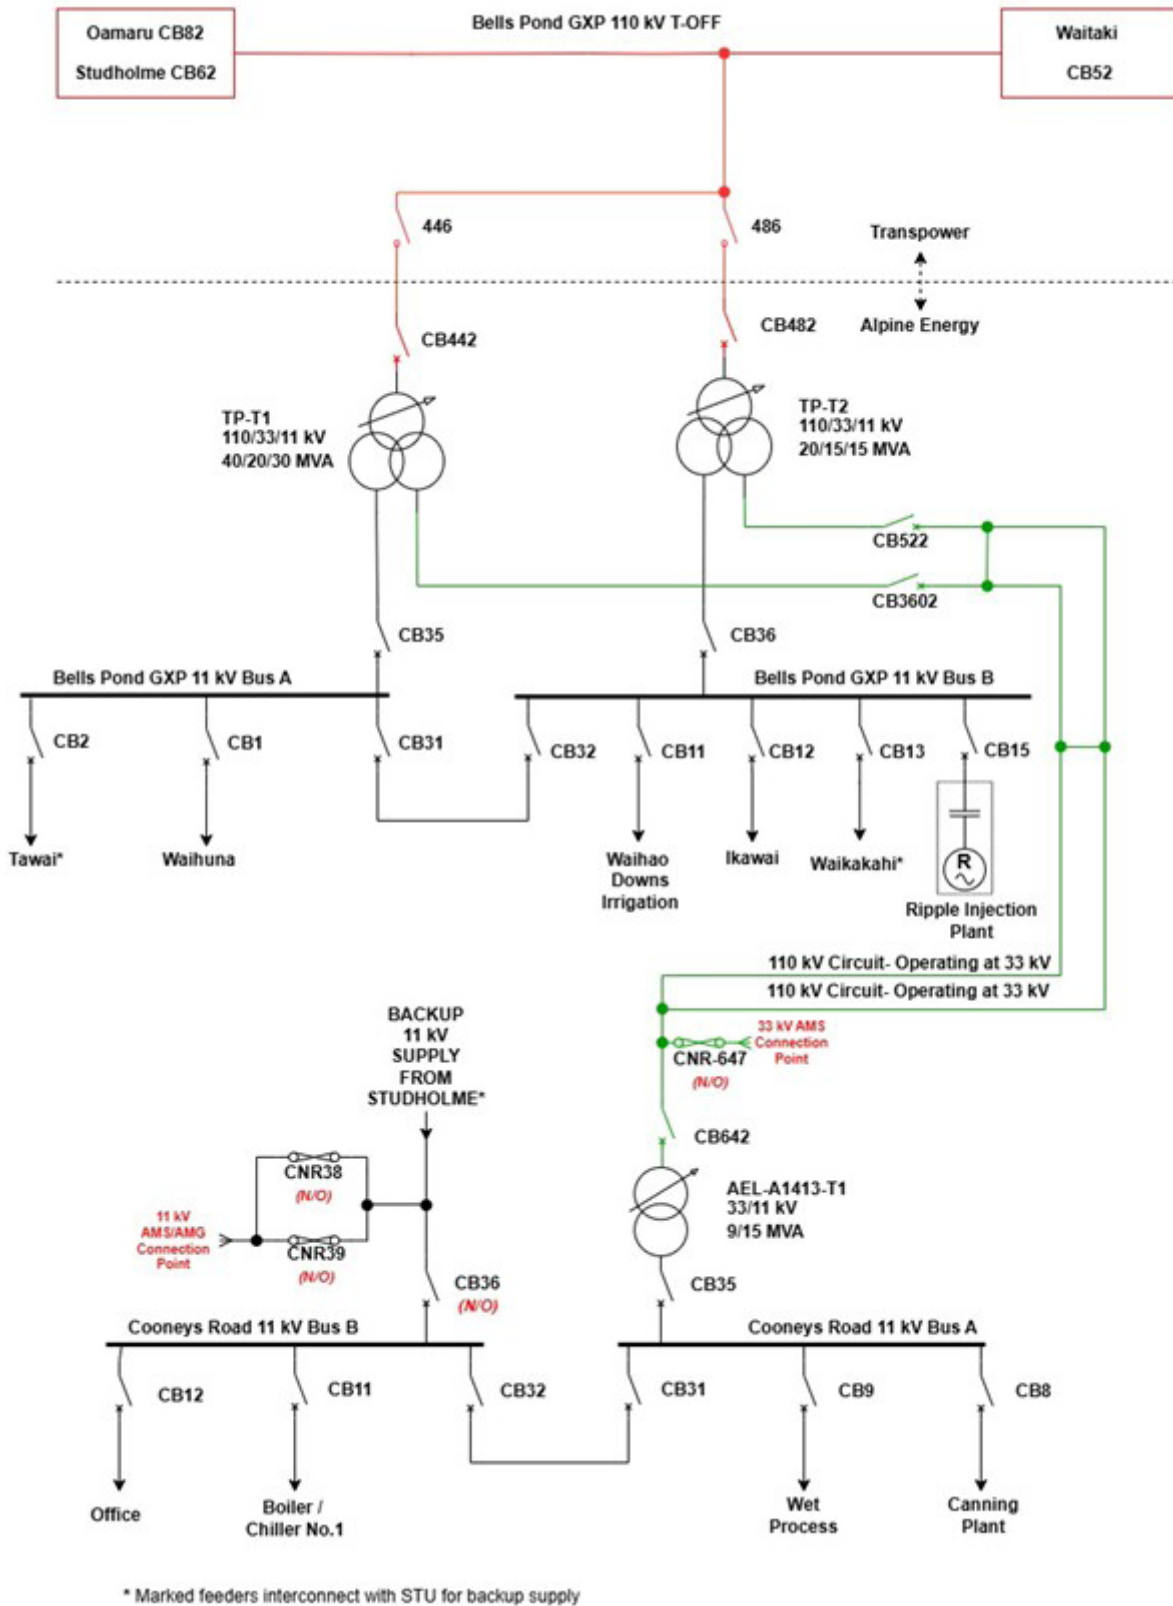 Bells Pond GXP 110 kV T-OFF
Oamaru CB82
Studholme CB62
Waitaki
CB52
446
486
Transpower
Alpine Energy
CB442
CB482
TP-T1
110/33/11 kV
40/20/30 MVA
TP-T2
110/33/11 kV
20/15/15 MVA
CB522
CB3602
CB35
CB36
Bells Pond GXP 11 kV Bus A
Bells Pond GXP 11 kV Bus B
CB2
CB1
CB31
CB32
CB11
CB12
CB13
CB15
Tawai*
Waihuna
Waihao
Downs
Irrigation
Ikawai
Waikakahi*
R
Ripple Injection
Plant
110 kV Circuit- Operating at 33 kV
110 kV Circuit- Operating at 33 kV
BACKUP
11 kV
SUPPLY
FROM
STUDHOLME*
33 kV AMS
Connection
Point
CNR-647
(N/O)
CB642
CNR38
(N/O)
11 kV
AMS/AMG
Connection
Point
CNR39
(N/O)
AEL-A1413-T1
33/11 kV
9/15 MVA
CB36
(N/O)
CB35
Cooneys Road 11 kV Bus B
Cooneys Road 11 kV Bus A
CB12
CB11
CB32
CB31
CB9
CB8
Office
Boiler /
Chiller No.1
Wet
Process
Canning
Plant
* Marked feeders interconnect with STU for backup supply